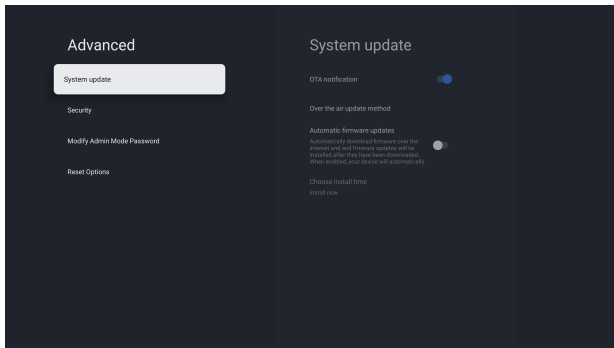 Advanced
System update
Security
Modify Admin Mode Password
Reset Options
System update
OTA notification
Over the air update method
Automatic firmware updates
Automatically download firmware over the
internet and and firmware updates will be
installed after they have been downloaded.
When enabled, your device will automatically
Choose install time
Install now